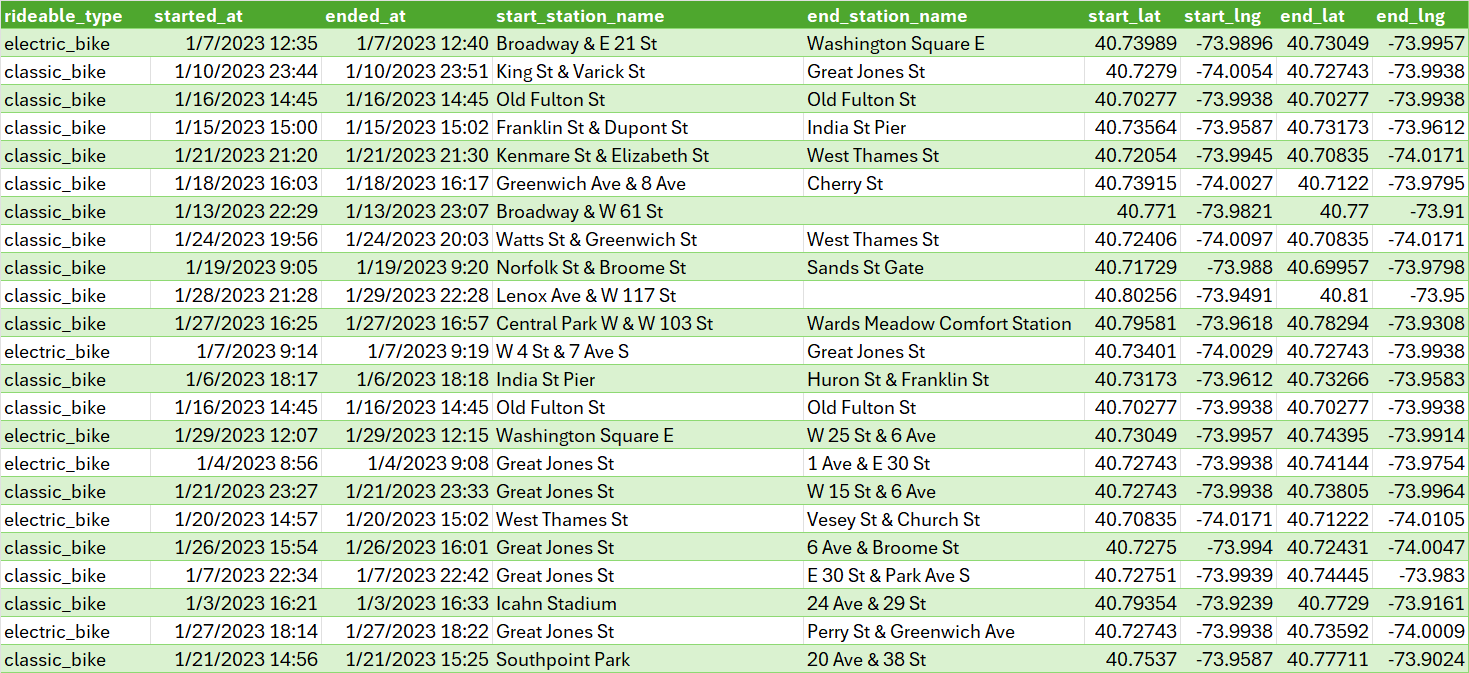 rideable_type started_at ended_at start_station_name end_station_name start_lat start_lng end_lat end_lng
electric_bike 1/7/2023 12:35 1/7/2023 12:40 Broadway & E 21 St Washington Square E 40.73989 -73.9896 40.73049 -73.9957
classic_bike 1/10/2023 23:44 1/10/2023 23:51 King St & Varick St Great Jones St 40.7279 -74.0054 40.72743 -73.9938
classic_bike 1/16/2023 14:45 1/16/2023 14:45 Old Fulton St Old Fulton St 40.70277 -73.9938 40.70277 -73.9938
classic_bike 1/15/2023 15:00 1/15/2023 15:02 Franklin St & Dupont St India St Pier 40.73564 -73.9587 40.73173 -73.9612
classic_bike 1/21/2023 21:20 1/21/2023 21:30 Kenmare St & Elizabeth St West Thames St 40.72054 -73.9945 40.70835 -74.0171
classic_bike 1/18/2023 16:03 1/18/2023 16:17 Greenwich Ave & 8 Ave Cherry St 40.73915 -74.0027 40.7122 -73.9795
classic_bike 1/13/2023 22:29 1/13/2023 23:07 Broadway & W 61 St 40.771 -73.9821 40.77 -73.91
classic_bike 1/24/2023 19:56 1/24/2023 20:03 Watts St & Greenwich St West Thames St 40.72406 -74.0097 40.70835 -74.0171
classic_bike 1/19/2023 9:05 1/19/2023 9:20 Norfolk St & Broome St Sands St Gate 40.71729 -73.988 40.69957 -73.9798
classic_bike 1/28/2023 21:28 1/29/2023 22:28 Lenox Ave & W 117 St 40.80256 -73.9491 40.81 -73.95
classic_bike 1/27/2023 16:25 1/27/2023 16:57 Central Park W & W 103 St Wards Meadow Comfort Station 40.79581 -73.9618 40.78294 -73.9308
electric_bike 1/7/2023 9:14 1/7/2023 9:19 W 4 St & 7 Ave S Great Jones St 40.73401 -74.0029 40.72743 -73.9938
classic_bike 1/6/2023 18:17 1/6/2023 18:18 India St Pier Huron St & Franklin St 40.73173 -73.9612 40.73266 -73.9583
classic_bike 1/16/2023 14:45 1/16/2023 14:45 Old Fulton St Old Fulton St 40.70277 -73.9938 40.70277 -73.9938
electric_bike 1/29/2023 12:07 1/29/2023 12:15 Washington Square E W 25 St & 6 Ave 40.73049 -73.9957 40.74395 -73.9914
electric_bike 1/4/2023 8:56 1/4/2023 9:08 Great Jones St 1 Ave & E 30 St 40.72743 -73.9938 40.74144 -73.9754
classic_bike 1/21/2023 23:27 1/21/2023 23:33 Great Jones St W 15 St & 6 Ave 40.72743 -73.9938 40.73805 -73.9964
electric_bike 1/20/2023 14:57 1/20/2023 15:02 West Thames St Vesey St & Church St 40.70835 -74.0171 40.71222 -74.0105
classic_bike 1/26/2023 15:54 1/26/2023 16:01 Great Jones St 6 Ave & Broome St 40.7275 -73.994 40.72431 -74.0047
classic_bike 1/7/2023 22:34 1/7/2023 22:42 Great Jones St E 30 St & Park Ave S 40.72751 -73.9939 40.74445 -73.983
classic_bike 1/3/2023 16:21 1/3/2023 16:33 Icahn Stadium 24 Ave & 29 St 40.79354 -73.9239 40.7729 -73.9161
electric_bike 1/27/2023 18:14 1/27/2023 18:22 Great Jones St Perry St & Greenwich Ave 40.72743 -73.9938 40.73592 -74.0009
classic_bike 1/21/2023 14:56 1/21/2023 15:25 Southpoint Park 20 Ave & 38 St 40.7537 -73.9587 40.77711 -73.9024